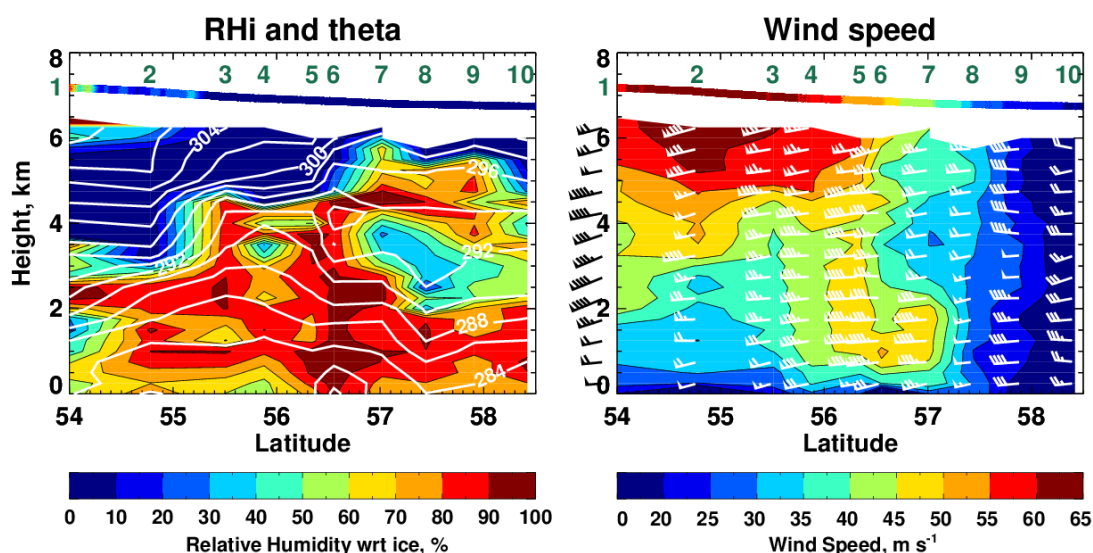 RHi and theta
Wind speed
8
1 2 3 4 5 6 7 8 9 10
6
4
2
0
Height, km
304
300
296
292
292
288
284
54 55 56 57 58
Latitude
0 10 20 30 40 50 60 70 80 90 100
Relative Humidity wrt ice, %
8
1 2 3 4 5 6 7 8 9 10
6
4
2
0
54 55 56 57 58
Latitude
0 20 25 30 35 40 45 50 55 60 65
Wind Speed, m s⁻¹